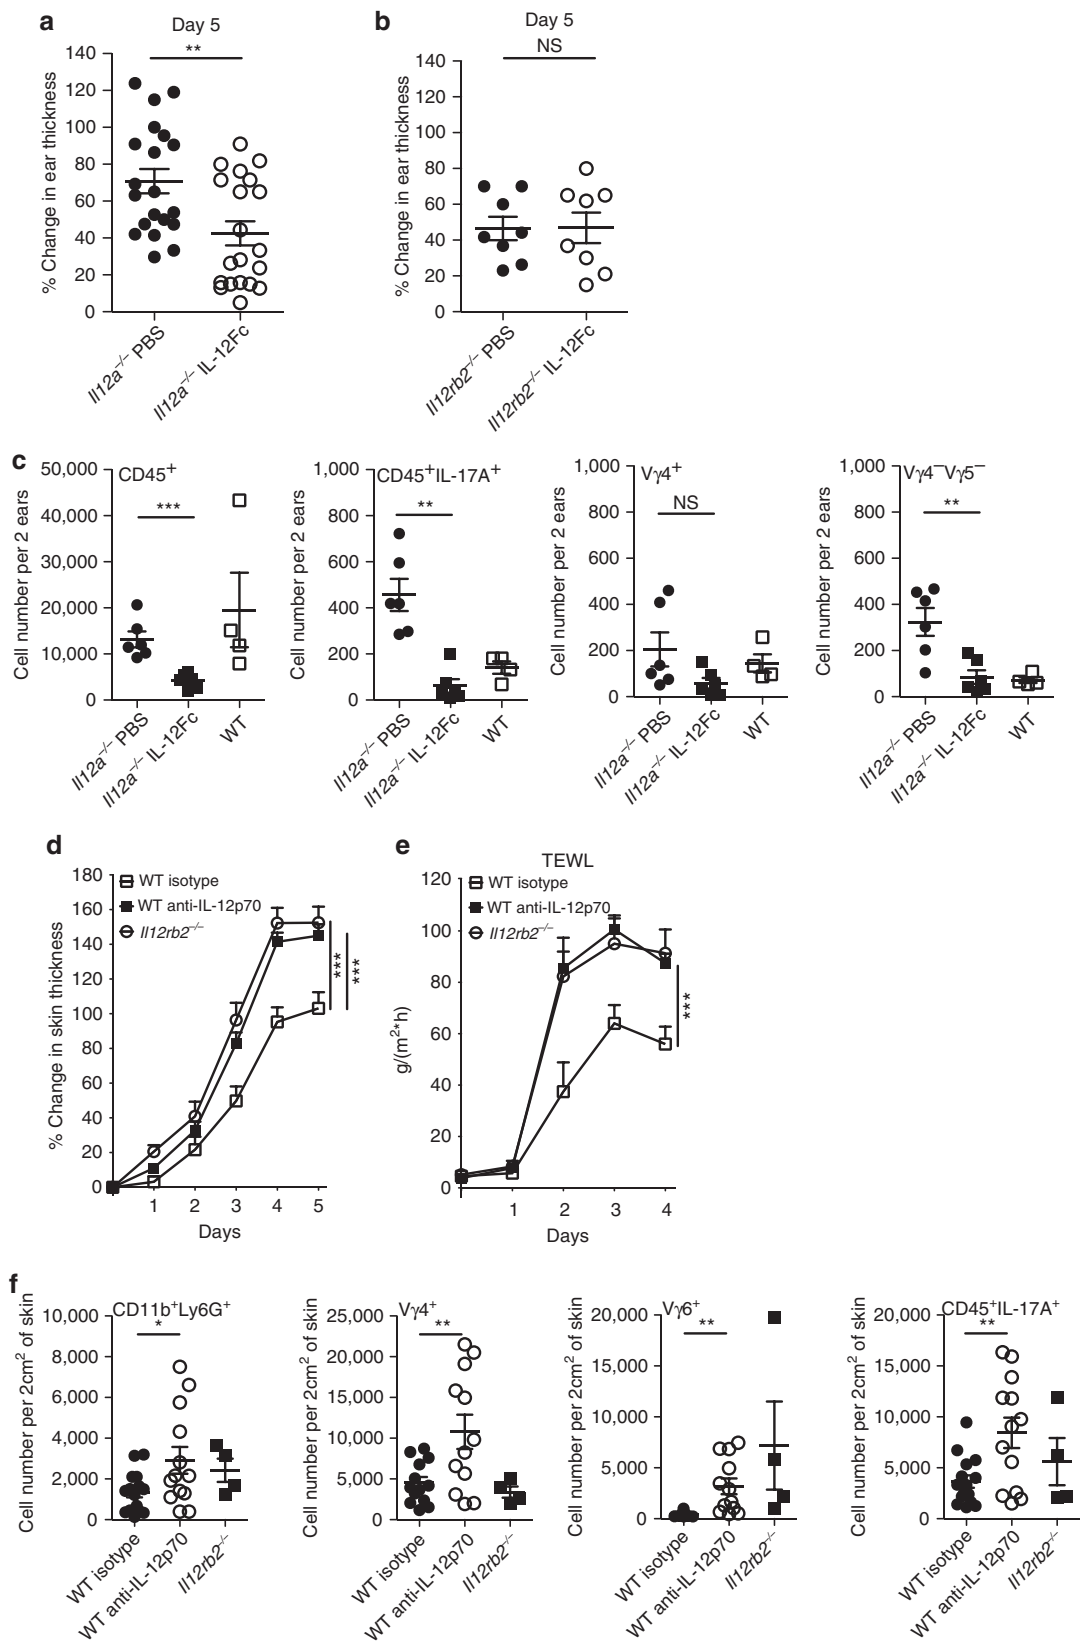 a
Day 5
**
% Change in ear thickness
140
120
100
80
60
40
20
0
Il12a⁻/⁻ PBS
Il12a⁻/⁻ IL-12Fc
b
Day 5
NS
% Change in ear thickness
140
120
100
80
60
40
20
0
Il12rb2⁻/⁻ PBS
Il12rb2⁻/⁻ IL-12Fc
c
CD45⁺
***
Cell number per 2 ears
50,000
40,000
30,000
20,000
10,000
0
Il12a⁻/⁻ PBS
Il12a⁻/⁻ IL-12Fc
WT
CD45⁺IL-17A⁺
**
Cell number per 2 ears
1,000
800
600
400
200
0
Il12a⁻/⁻ PBS
Il12a⁻/⁻ IL-12Fc
WT
Vγ4⁺
NS
Cell number per 2 ears
1,000
800
600
400
200
0
Il12a⁻/⁻ PBS
Il12a⁻/⁻ IL-12Fc
WT
Vγ4⁻Vγ5⁻
**
Cell number per 2 ears
1,000
800
600
400
200
0
Il12a⁻/⁻ PBS
Il12a⁻/⁻ IL-12Fc
WT
d
% Change in skin thickness
180
160
140
120
100
80
60
40
20
0
WT isotype
WT anti-IL-12p70
Il12rb2⁻/⁻
***
***
1 2 3 4 5
Days
e
TEWL
g/(m²*h)
120
100
80
60
40
20
0
WT isotype
WT anti-IL-12p70
Il12rb2⁻/⁻
***
1 2 3 4
Days
f
CD11b⁺Ly6G⁺
*
Cell number per 2cm² of skin
10,000
8,000
6,000
4,000
2,000
0
WT isotype
WT anti-IL-12p70
Il12rb2⁻/⁻
Vγ4⁺
**
Cell number per 2cm² of skin
25,000
20,000
15,000
10,000
5,000
0
WT isotype
WT anti-IL-12p70
Il12rb2⁻/⁻
Vγ6⁺
**
Cell number per 2cm² of skin
20,000
15,000
10,000
5,000
0
WT isotype
WT anti-IL-12p70
Il12rb2⁻/⁻
CD45⁺IL-17A⁺
**
Cell number per 2cm² of skin
20,000
15,000
10,000
5,000
0
WT isotype
WT anti-IL-12p70
Il12rb2⁻/⁻